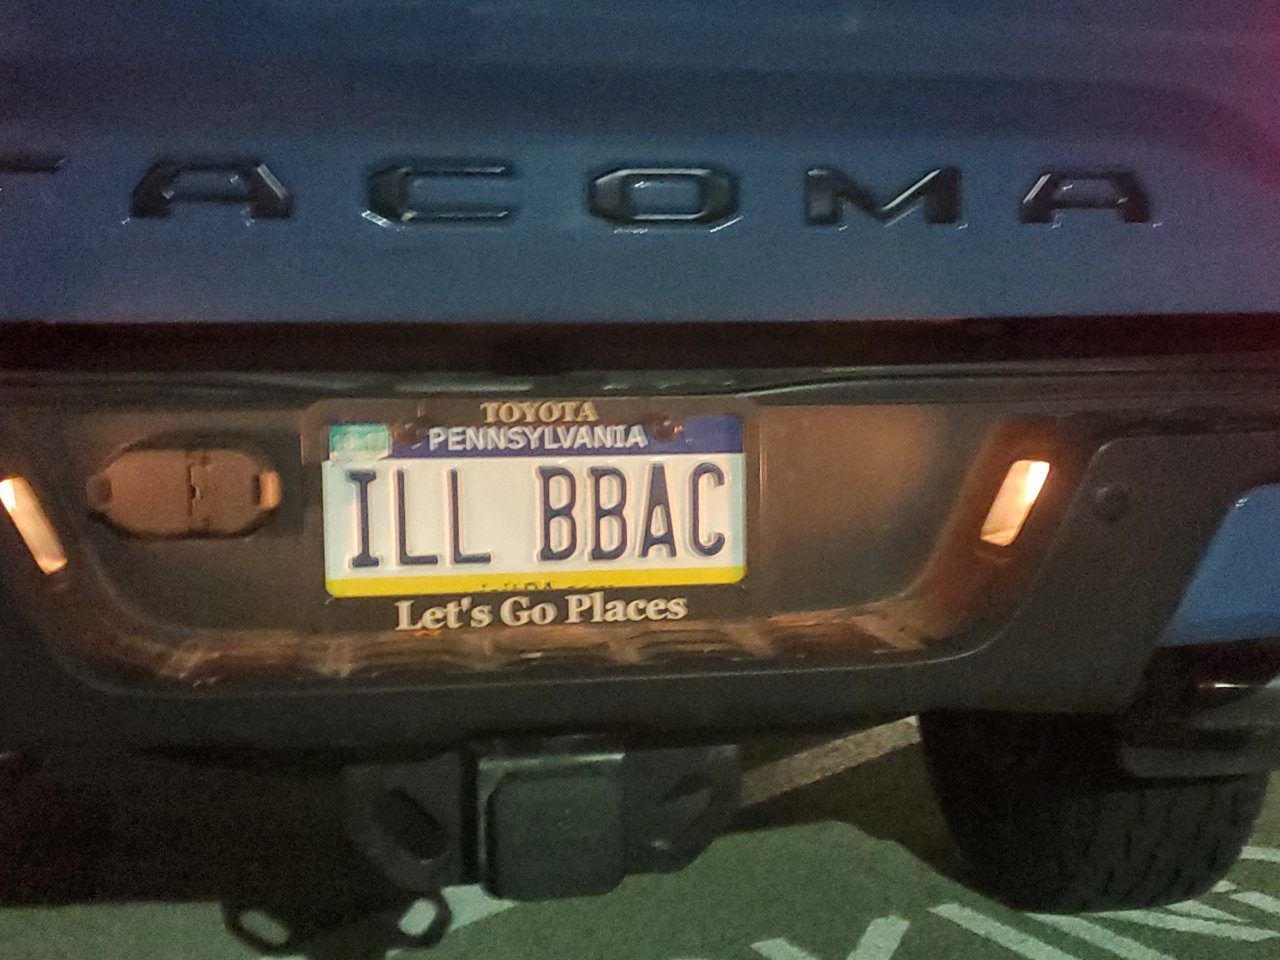 TACOMA
TOYOTA
PENNSYLVANIA
ILL BBAC
Let's Go Places